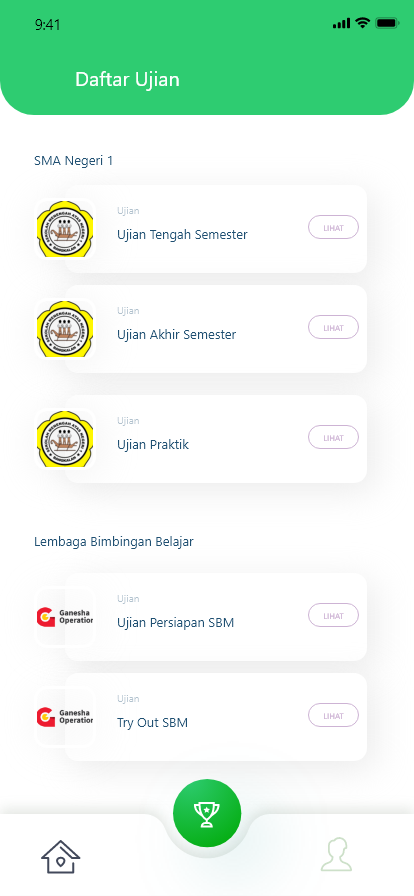 9:41
Daftar Ujian
SMA Negeri 1
Ujian
Ujian Tengah Semester
LIHAT
Ujian
Ujian Akhir Semester
LIHAT
Ujian
Ujian Praktik
LIHAT
Lembaga Bimbingan Belajar
Ganesha
Operation
Ujian
Ujian Persiapan SBM
LIHAT
Ganesha
Operation
Ujian
Try Out SBM
LIHAT